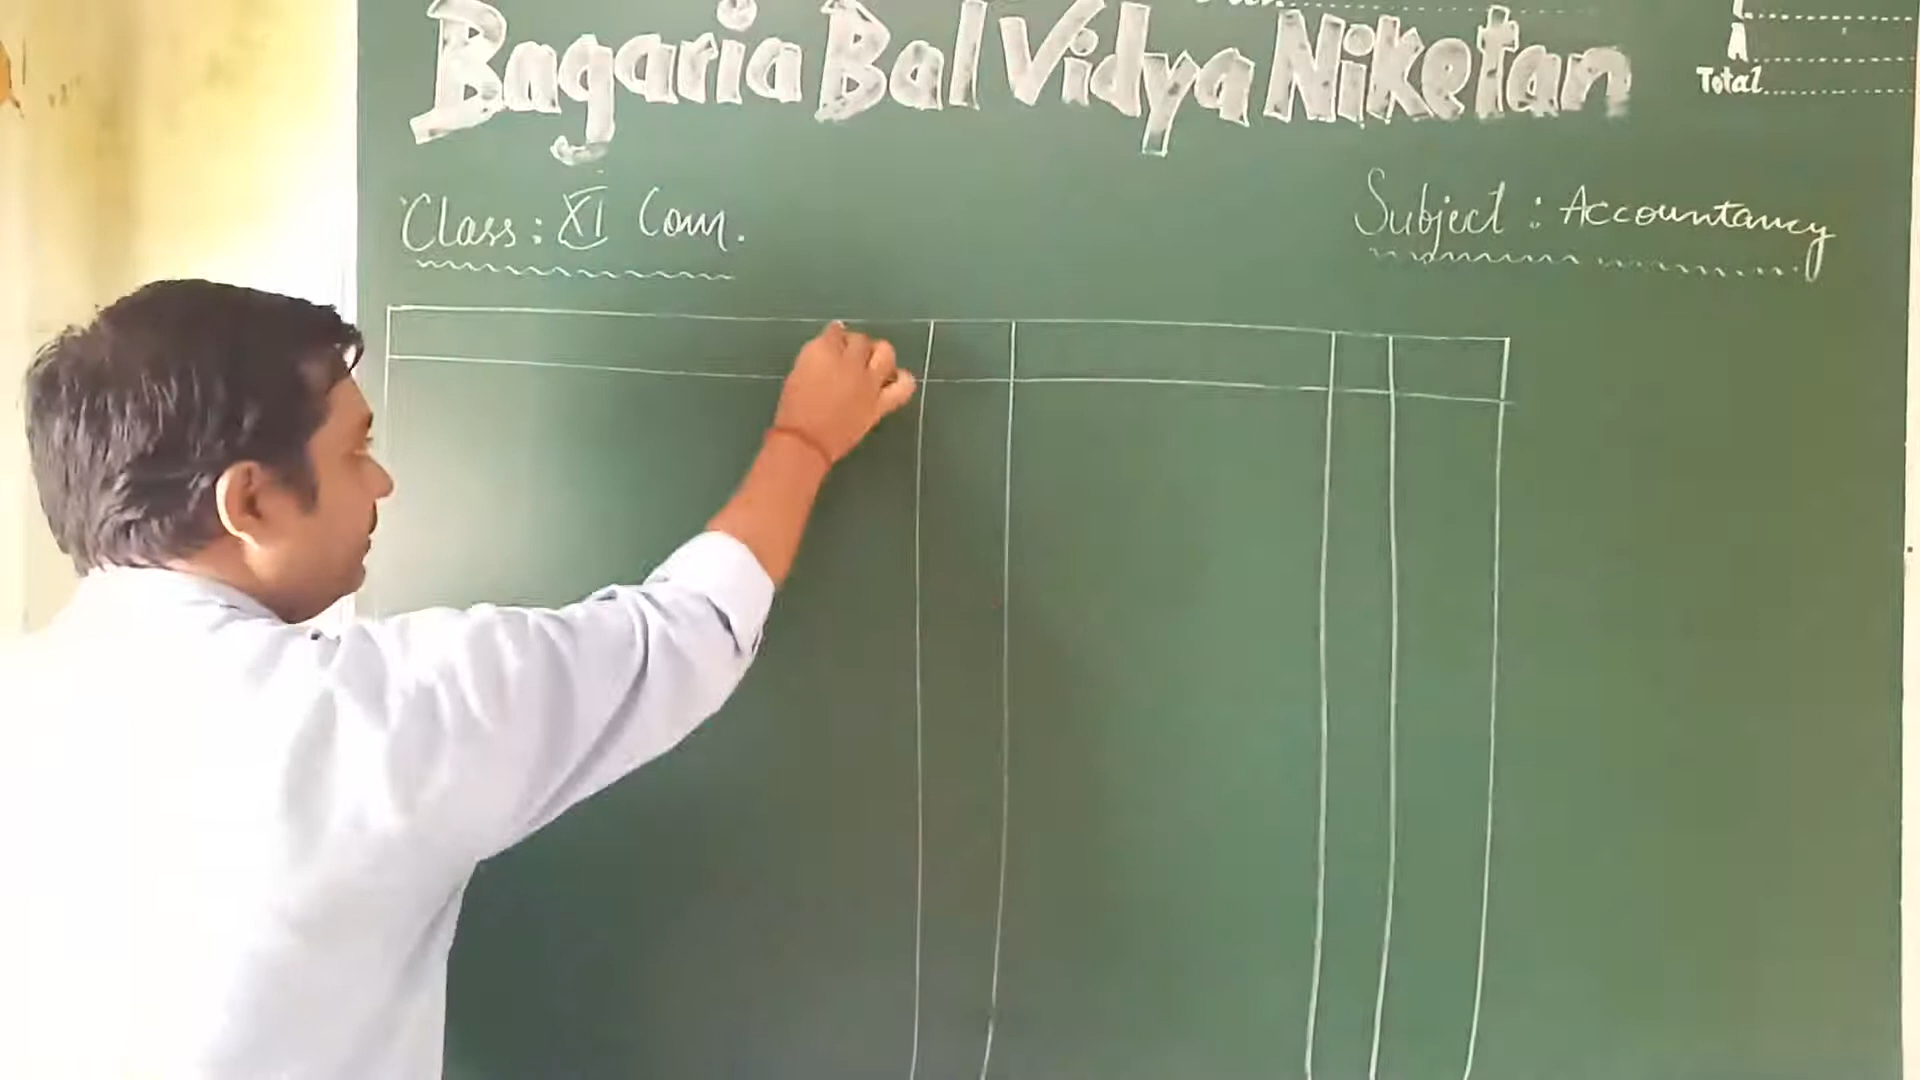 Bagaria Bal Vidya Niketan
A
Total
Class: XI Com.
Subject: Accountancy